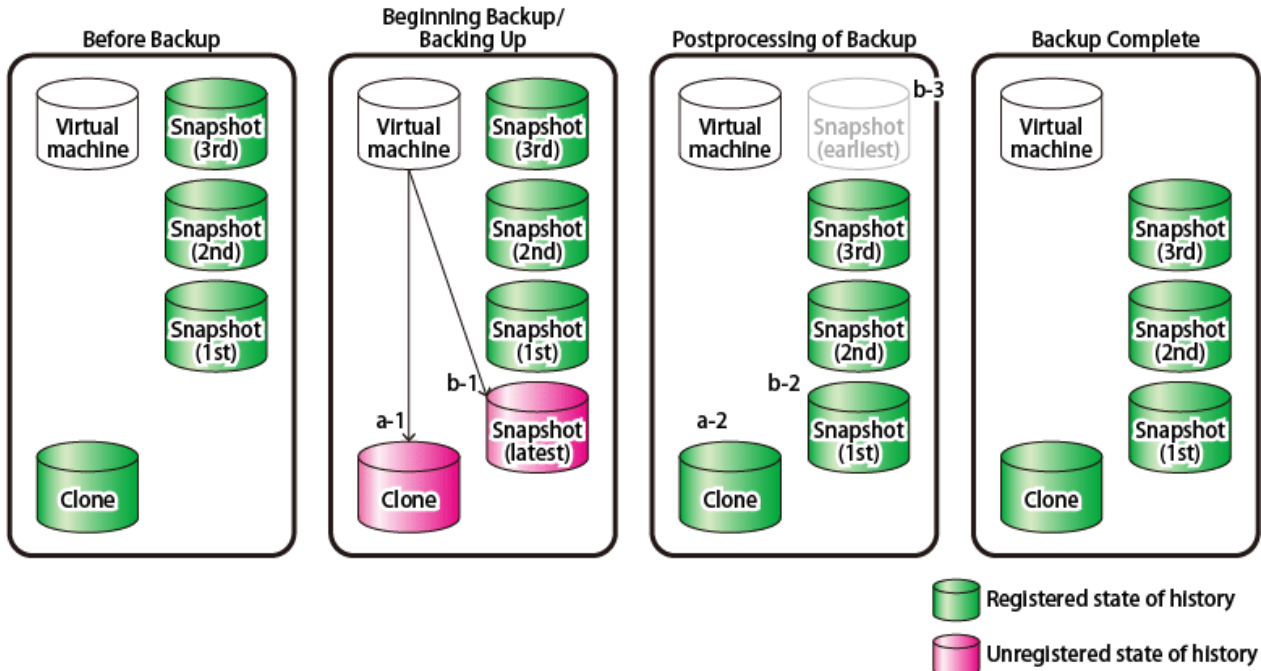 Before Backup
Virtual
machine
Snapshot
(3rd)
Snapshot
(2nd)
Snapshot
(1st)
Clone
Beginning Backup/
Backing Up
Virtual
machine
Snapshot
(3rd)
Snapshot
(2nd)
Snapshot
(1st)
b-1
a-1
Snapshot
(latest)
Clone
Postprocessing of Backup
b-3
Virtual
machine
Snapshot
(earliest)
Snapshot
(3rd)
Snapshot
(2nd)
b-2
a-2
Snapshot
(1st)
Clone
Backup Complete
Virtual
machine
Snapshot
(3rd)
Snapshot
(2nd)
Snapshot
(1st)
Clone
Registered state of history
Unregistered state of history